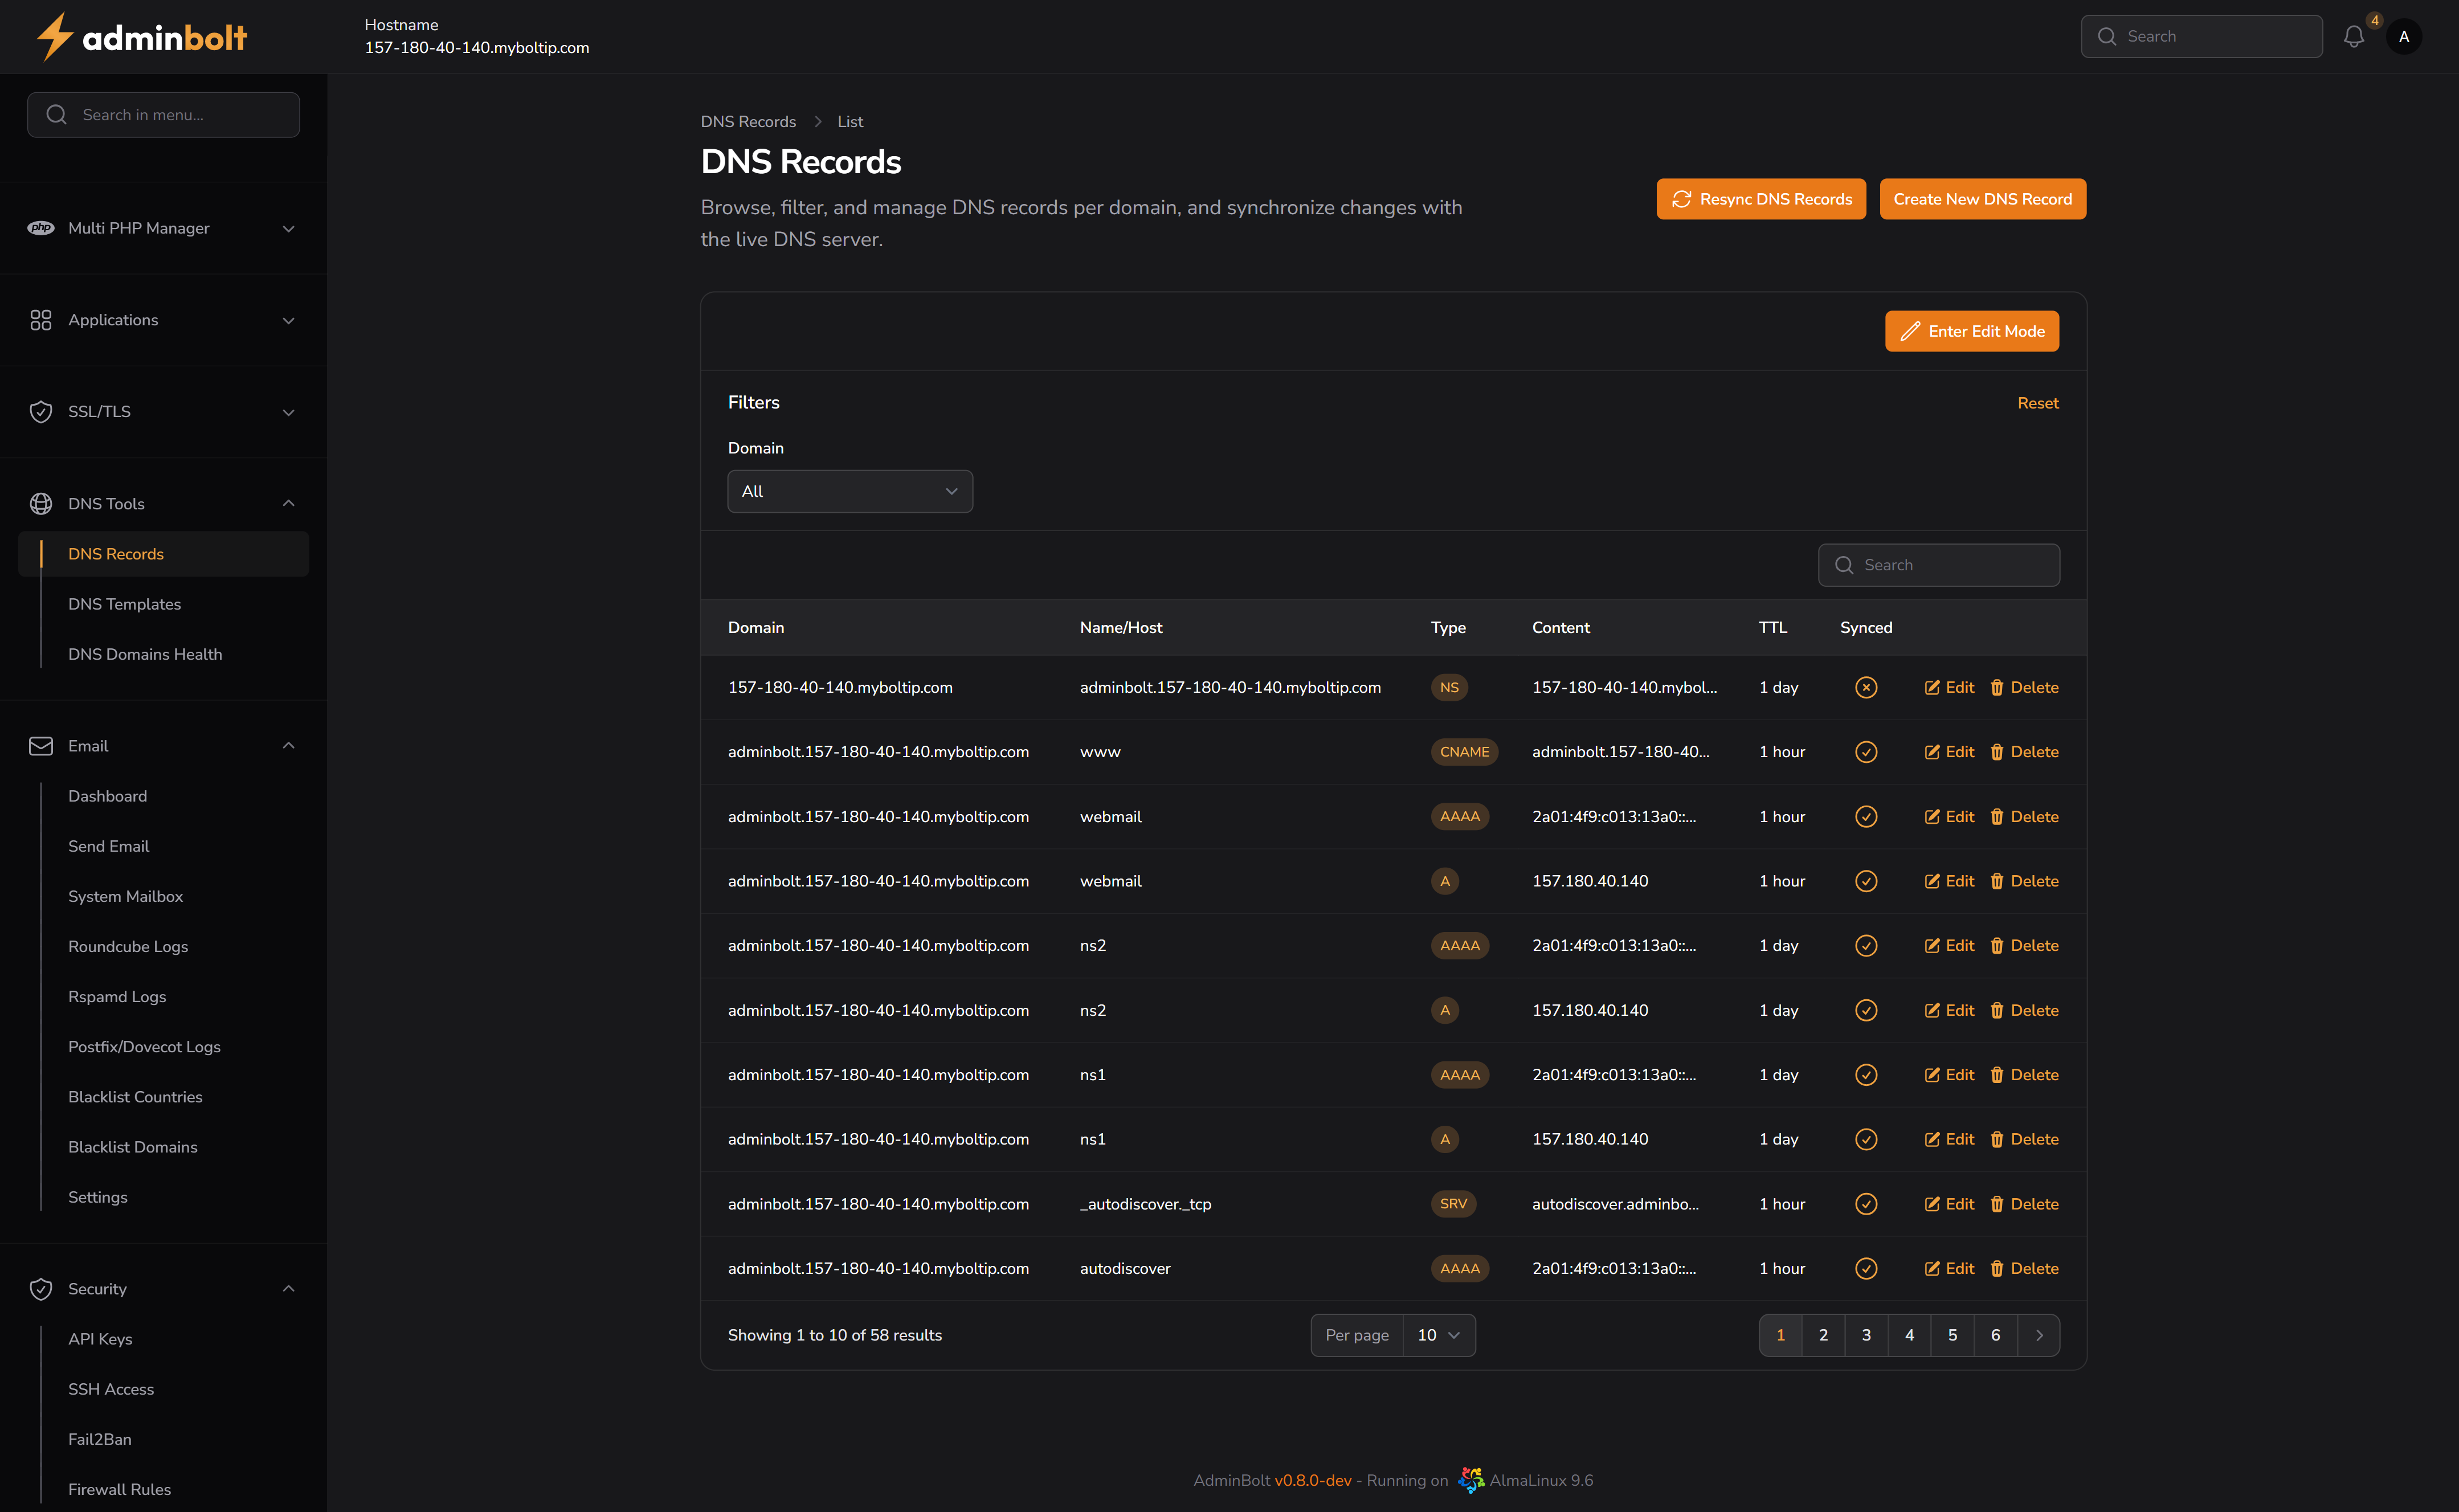 adminbolt
Hostname
157-180-40-140.myboltip.com
Search
4
A
Search in menu...
php Multi PHP Manager
Applications
SSL/TLS
DNS Tools
DNS Records
DNS Templates
DNS Domains Health
Email
Dashboard
Send Email
System Mailbox
Roundcube Logs
Rspamd Logs
Postfix/Dovecot Logs
Blacklist Countries
Blacklist Domains
Settings
Security
API Keys
SSH Access
Fail2Ban
Firewall Rules
DNS Records > List
DNS Records
Browse, filter, and manage DNS records per domain, and synchronize changes with
the live DNS server.
Resync DNS Records
Create New DNS Record
Enter Edit Mode
Filters
Reset
Domain
All
Search
Domain Name/Host Type Content TTL Synced
157-180-40-140.myboltip.com adminbolt.157-180-40-140.myboltip.com NS 157-180-40-140.mybol... 1 day Edit Delete
adminbolt.157-180-40-140.myboltip.com www CNAME adminbolt.157-180-40... 1 hour Edit Delete
adminbolt.157-180-40-140.myboltip.com webmail AAAA 2a01:4f9:c013:13a0::... 1 hour Edit Delete
adminbolt.157-180-40-140.myboltip.com webmail A 157.180.40.140 1 hour Edit Delete
adminbolt.157-180-40-140.myboltip.com ns2 AAAA 2a01:4f9:c013:13a0::... 1 day Edit Delete
adminbolt.157-180-40-140.myboltip.com ns2 A 157.180.40.140 1 day Edit Delete
adminbolt.157-180-40-140.myboltip.com ns1 AAAA 2a01:4f9:c013:13a0::... 1 day Edit Delete
adminbolt.157-180-40-140.myboltip.com ns1 A 157.180.40.140 1 day Edit Delete
adminbolt.157-180-40-140.myboltip.com _autodiscover._tcp SRV autodiscover.adminbo... 1 hour Edit Delete
adminbolt.157-180-40-140.myboltip.com autodiscover AAAA 2a01:4f9:c013:13a0::... 1 hour Edit Delete
Showing 1 to 10 of 58 results
Per page 10
1 2 3 4 5 6
AdminBolt v0.8.0-dev - Running on AlmaLinux 9.6